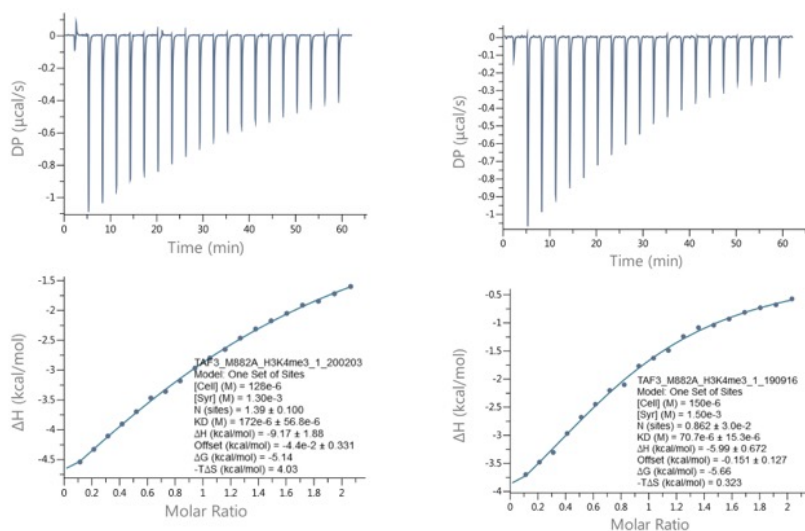 0
-0.2
-0.4
-0.6
-0.8
-1
DP (µcal/s)
0 10 20 30 40 50 60
Time (min)
0
-0.1
-0.2
-0.3
-0.4
-0.5
-0.6
-0.7
-0.8
-0.9
-1
DP (µcal/s)
0 10 20 30 40 50 60
Time (min)
-1.5
-2
-2.5
-3
-3.5
-4
-4.5
ΔH (kcal/mol)
TAF3_M882A_H3K4me3_1_200203
Model: One Set of Sites
[Cell] (M) = 128e-6
[Syr] (M) = 1.30e-3
N (sites) = 1.39 ± 0.100
KD (M) = 172e-6 ± 56.8e-6
ΔH (kcal/mol) = -9.17 ± 1.88
Offset (kcal/mol) = -4.4e-2 ± 0.331
ΔG (kcal/mol) = -5.14
-TΔS (kcal/mol) = 4.03
0 0.2 0.4 0.6 0.8 1 1.2 1.4 1.6 1.8 2
Molar Ratio
-0.5
-1
-1.5
-2
-2.5
-3
-3.5
-4
ΔH (kcal/mol)
TAF3_M882A_H3K4me3_1_190916
Model: One Set of Sites
[Cell] (M) = 150e-6
[Syr] (M) = 1.50e-3
N (sites) = 0.862 ± 3.0e-2
KD (M) = 70.7e-6 ± 15.3e-6
ΔH (kcal/mol) = -5.99 ± 0.672
Offset (kcal/mol) = -0.151 ± 0.127
ΔG (kcal/mol) = -5.66
-TΔS (kcal/mol) = 0.323
0 0.2 0.4 0.6 0.8 1 1.2 1.4 1.6 1.8 2
Molar Ratio